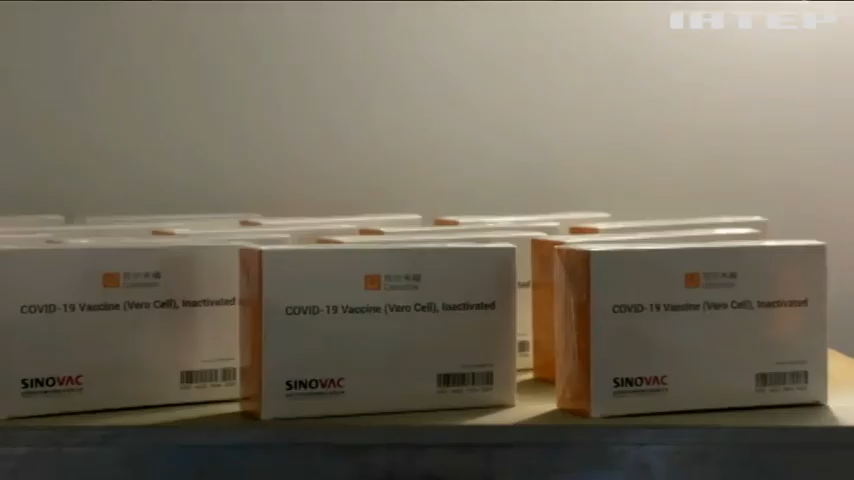 ІНТЕР
COVID-19 Vaccine (Vero Cell), Inactivated
SINOVAC
COVID-19 Vaccine (Vero Cell), Inactivated
SINOVAC
COVID-19 Vaccine (Vero Cell), Inactivated
SINOVAC